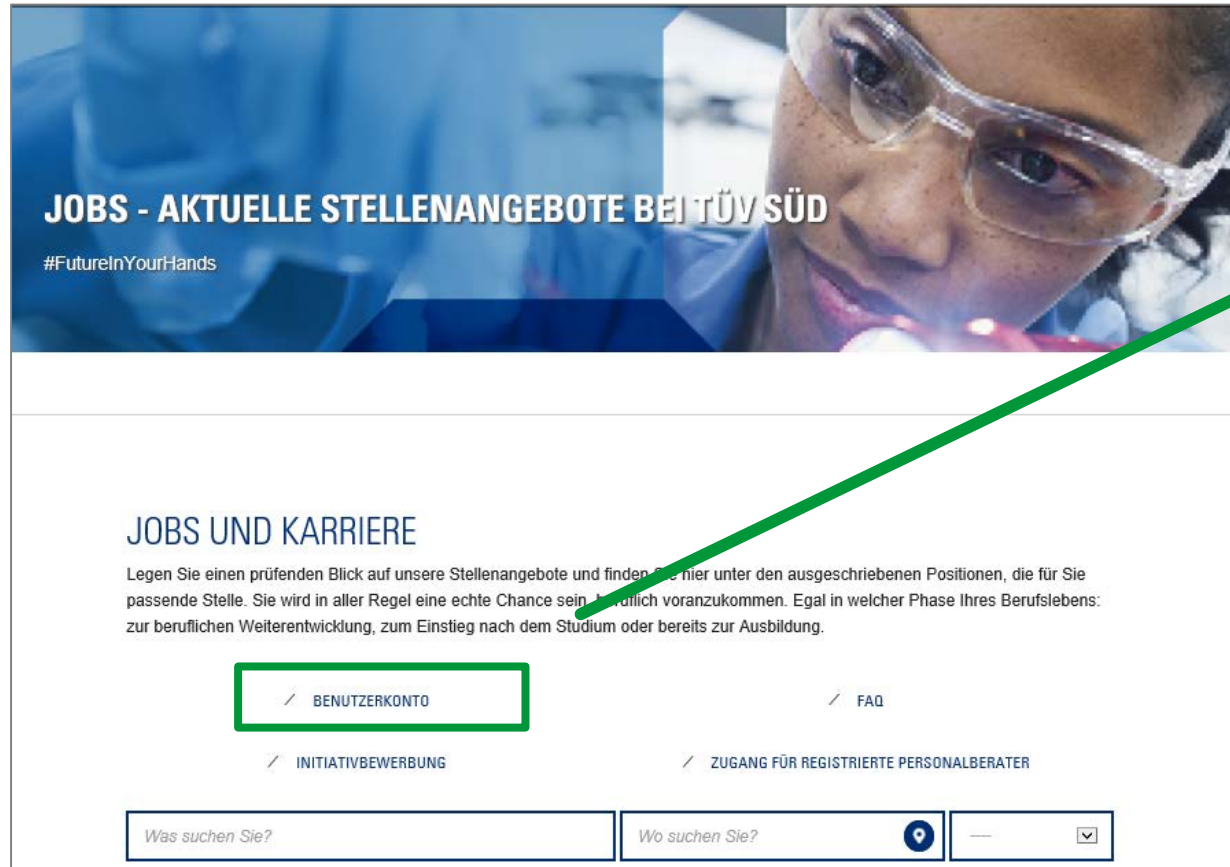 JOBS - AKTUELLE STELLENANGEBOTE BEI TÜV SÜD
#FutureInYourHands
JOBS UND KARRIERE
Legen Sie einen prüfenden Blick auf unsere Stellenangebote und finden Sie hier unter den ausgeschriebenen Positionen, die für Sie
passende Stelle. Sie wird in aller Regel eine echte Chance sein, beruflich voranzukommen. Egal in welcher Phase Ihres Berufslebens:
zur beruflichen Weiterentwicklung, zum Einstieg nach dem Studium oder bereits zur Ausbildung.
/ BENUTZERKONTO
/ FAQ
/ INITIATIVBEWERBUNG
/ ZUGANG FÜR REGISTRIERTE PERSONALBERATER
Was suchen Sie?
Wo suchen Sie?